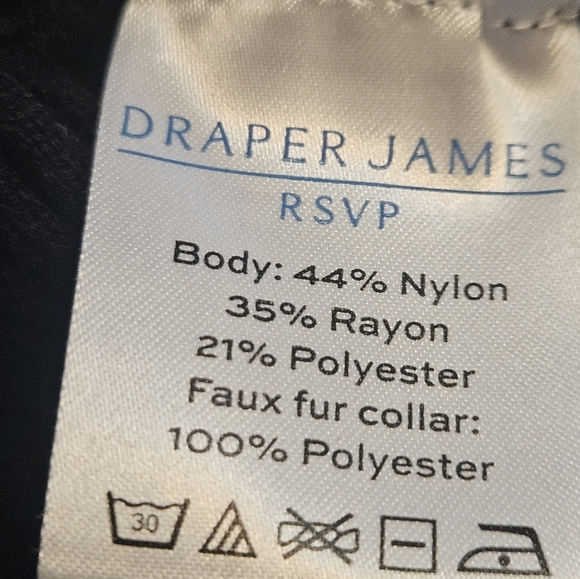 DRAPER JAMES
RSVP
Body: 44% Nylon
35% Rayon
21% Polyester
Faux fur collar:
100% Polyester
30